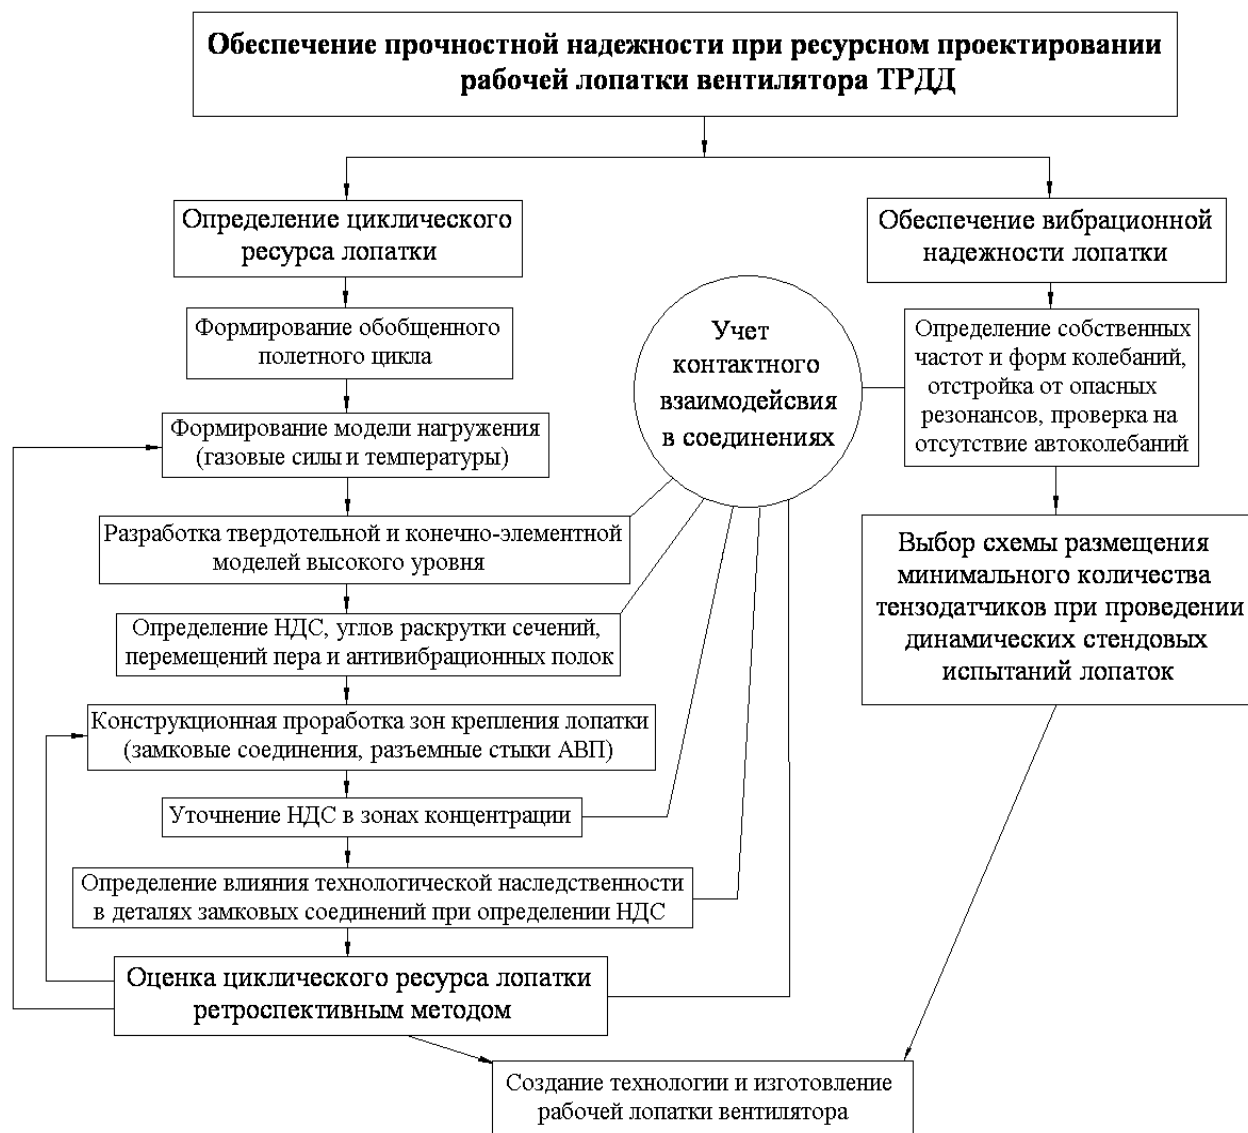 Обеспечение прочностной надежности при ресурсном проектировании
рабочей лопатки вентилятора ТРДД
Определение циклического
ресурса лопатки
Формирование обобщенного
полетного цикла
Формирование модели нагружения
(газовые силы и температуры)
Разработка твердотельной и конечно-элементной
моделей высокого уровня
Определение НДС, углов раскрутки сечений,
перемещений пера и антивибрационных полок
Конструкционная проработка зон крепления лопатки
(замковые соединения, разъемные стыки АВП)
Уточнение НДС в зонах концентрации
Определение влияния технологической наследственности
в деталях замковых соединений при определении НДС
Оценка циклического ресурса лопатки
ретроспективным методом
Учет
контактного
взаимодейсвия
в соединениях
Обеспечение вибрационной
надежности лопатки
Определение собственных
частот и форм колебаний,
отстройка от опасных
резонансов, проверка на
отсутствие автоколебаний
Выбор схемы размещения
минимального количества
тензодатчиков при проведении
динамических стендовых
испытаний лопаток
Создание технологии и изготовление
рабочей лопатки вентилятора